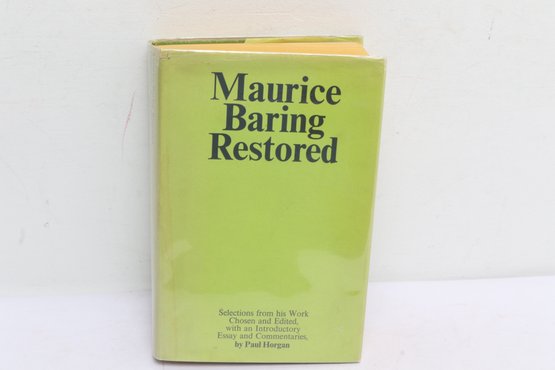 Maurice
Baring
Restored
Selections from his Work
Chosen and Edited,
with an Introductory
Essay and Commentaries,
by Paul Horgan